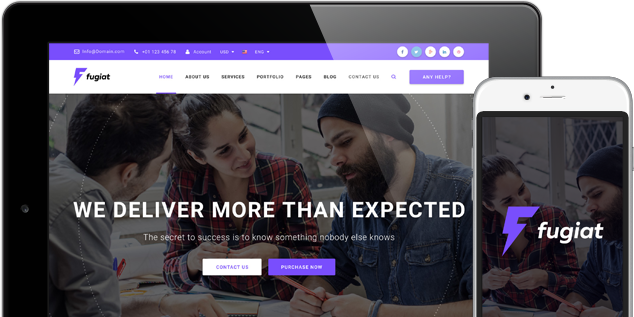 Info@Domain.com +01 123 456 78 Account USD ENG
fugiat HOME ABOUT US SERVICES PORTFOLIO PAGES BLOG CONTACT US ANY HELP?
WE DELIVER MORE THAN EXPECTED
The secret to success is to know something nobody else knows
CONTACT US PURCHASE NOW
fugiat